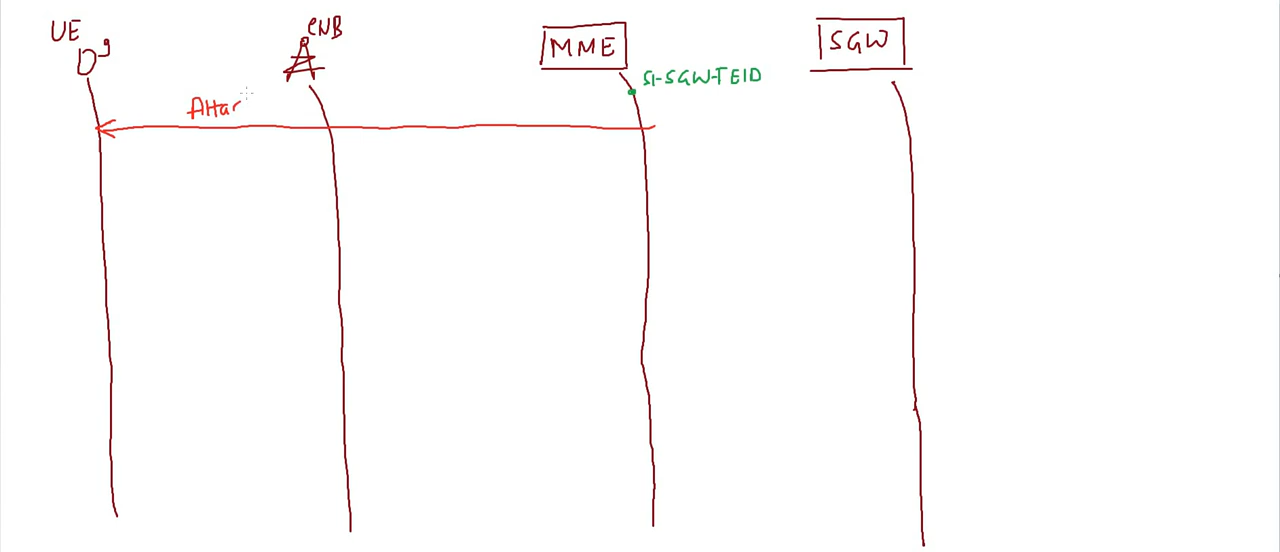 UE
eNB
MME
SGW
S1-SGW-TEID
Attac